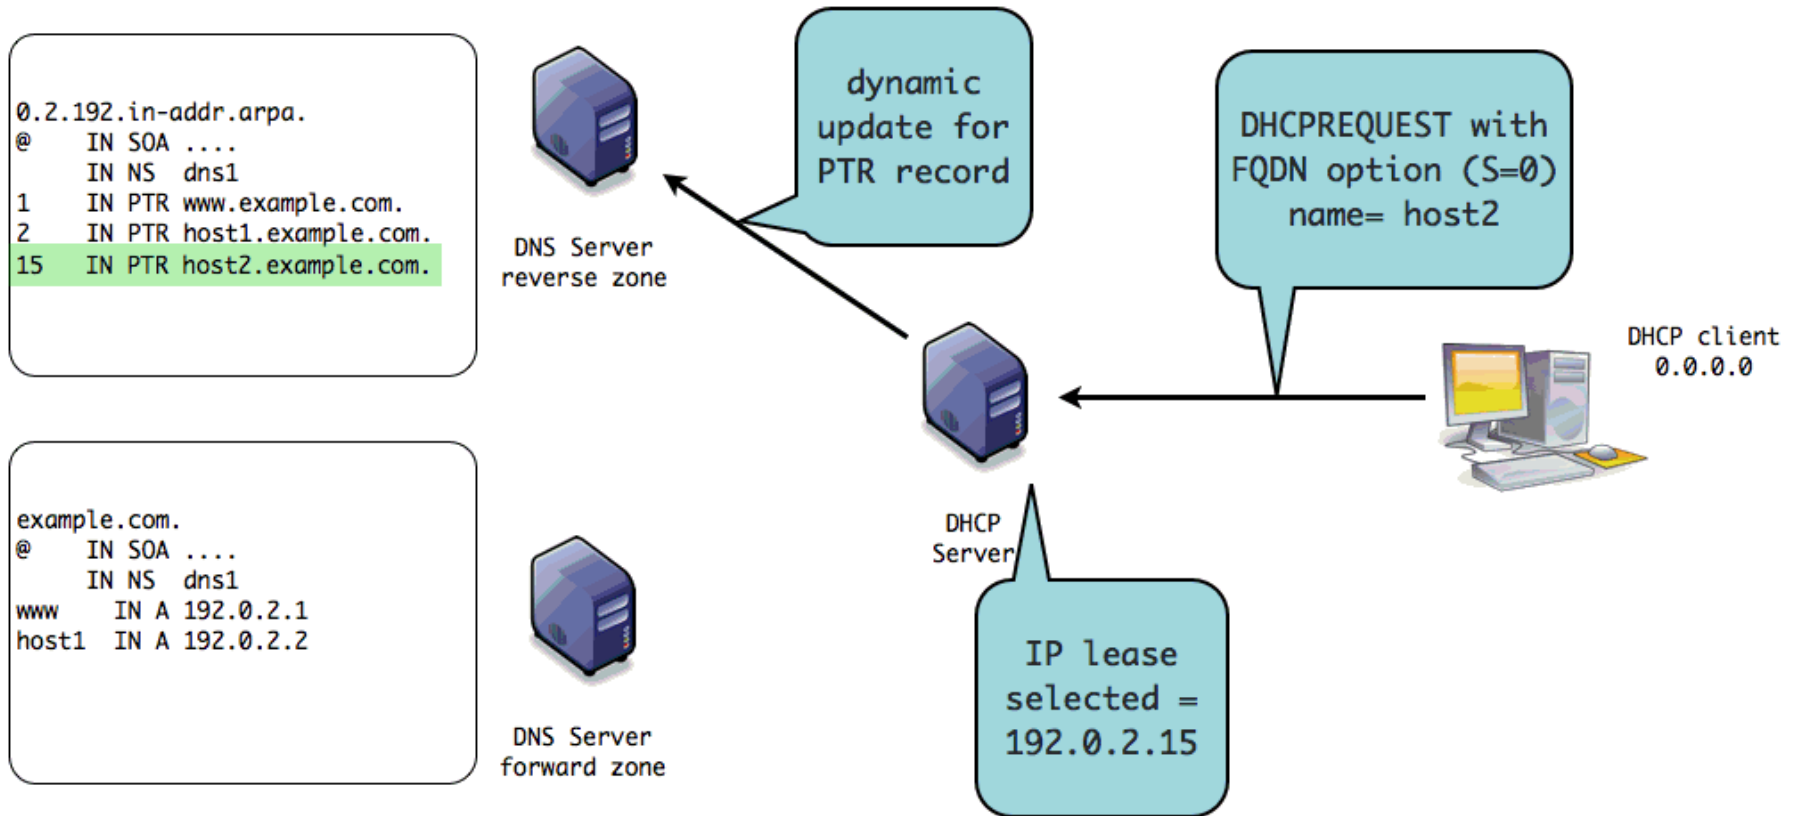 0.2.192.in-addr.arpa.
@ IN SOA ....
IN NS dns1
1 IN PTR www.example.com.
2 IN PTR host1.example.com.
15 IN PTR host2.example.com.
DNS Server
reverse zone
dynamic
update for
PTR record
DHCPREQUEST with
FQDN option (S=0)
name= host2
DHCP client
0.0.0.0
DHCP
Server
IP lease
selected =
192.0.2.15
example.com.
@ IN SOA ....
IN NS dns1
www IN A 192.0.2.1
host1 IN A 192.0.2.2
DNS Server
forward zone